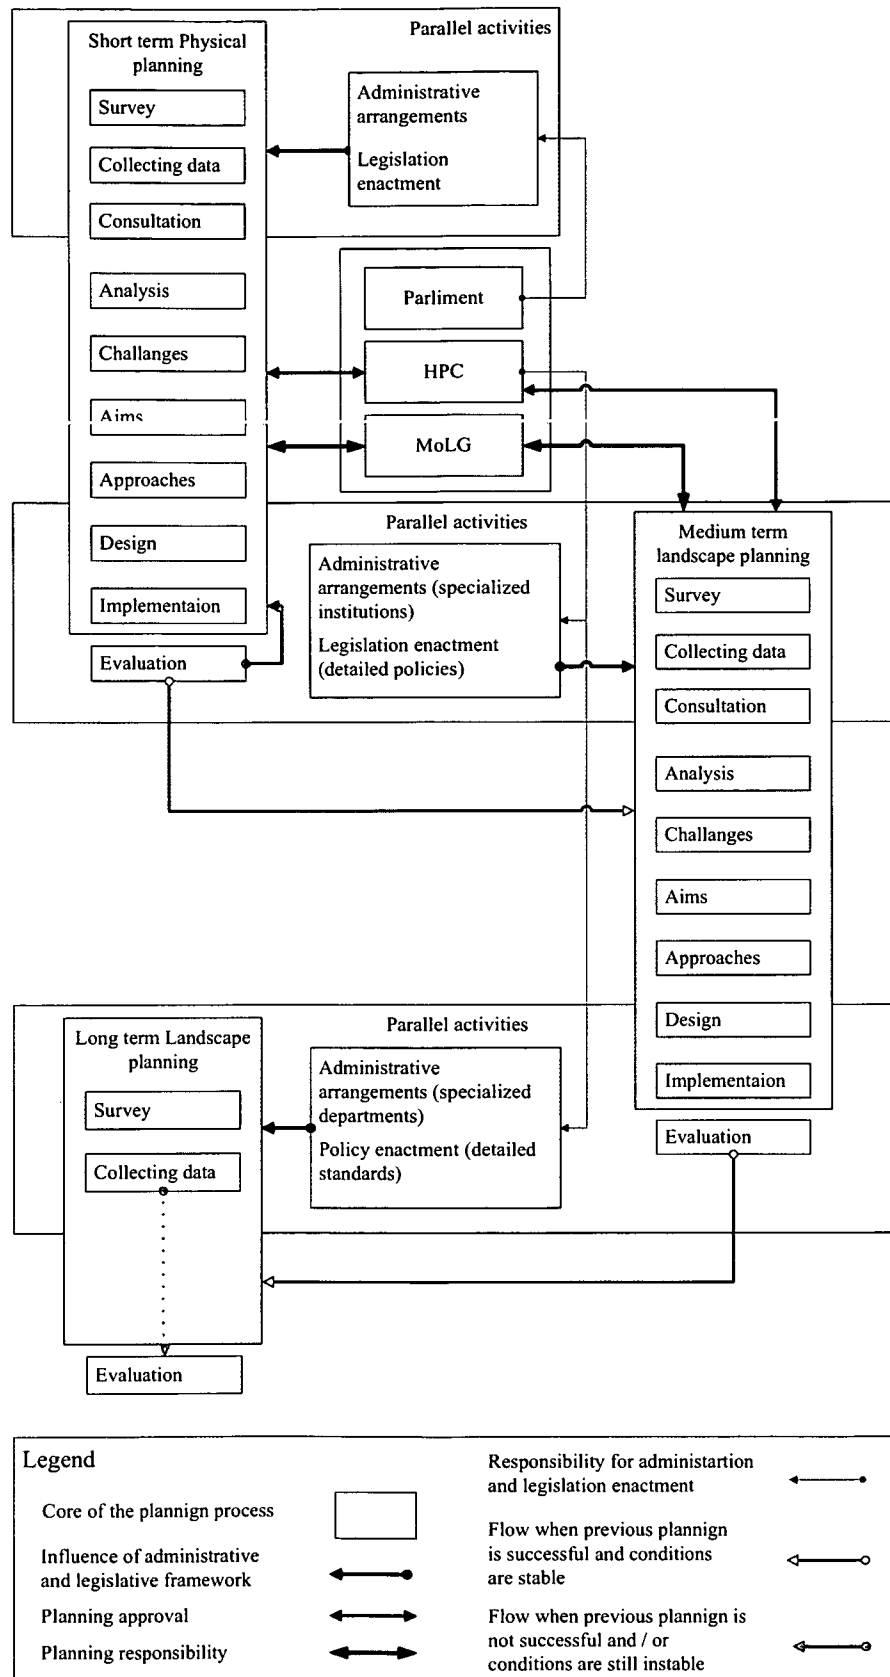 Parallel activities
Short term Physical
planning
Survey
Collecting data
Consultation
Analysis
Challanges
Aims
Approaches
Design
Implementaion
Evaluation
Administrative
arrangements
Legislation
enactment
Parliment
HPC
MoLG
Parallel activities
Administrative
arrangements (specialized
institutions)
Legislation enactment
(detailed policies)
Medium term
landscape planning
Survey
Collecting data
Consultation
Analysis
Challanges
Aims
Approaches
Design
Implementaion
Evaluation
Parallel activities
Long term Landscape
planning
Survey
Collecting data
Evaluation
Administrative
arrangements (specialized
departments)
Policy enactment (detailed
standards)
Legend
Core of the plannign process
Influence of administrative
and legislative framework
Planning approval
Planning responsibility
Responsibility for administartion
and legislation enactment
Flow when previous plannign
is successful and conditions
are stable
Flow when previous plannign is
not successful and / or
conditions are still instable